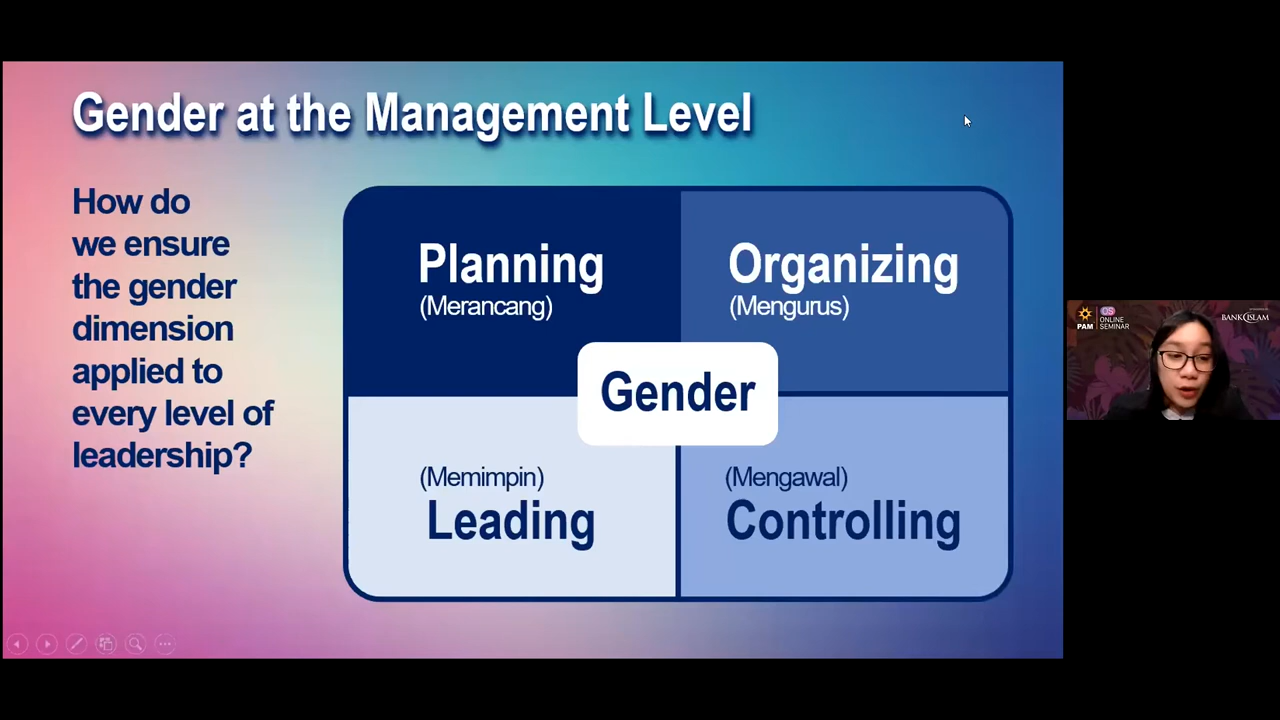 Gender at the Management Level
How do
we ensure
the gender
dimension
applied to
every level of
leadership?
Planning
(Merancang)
Organizing
(Mengurus)
Gender
(Memimpin)
Leading
(Mengawal)
Controlling
PAM
OS
ONLINE
SEMINAR
BANK ISLAM